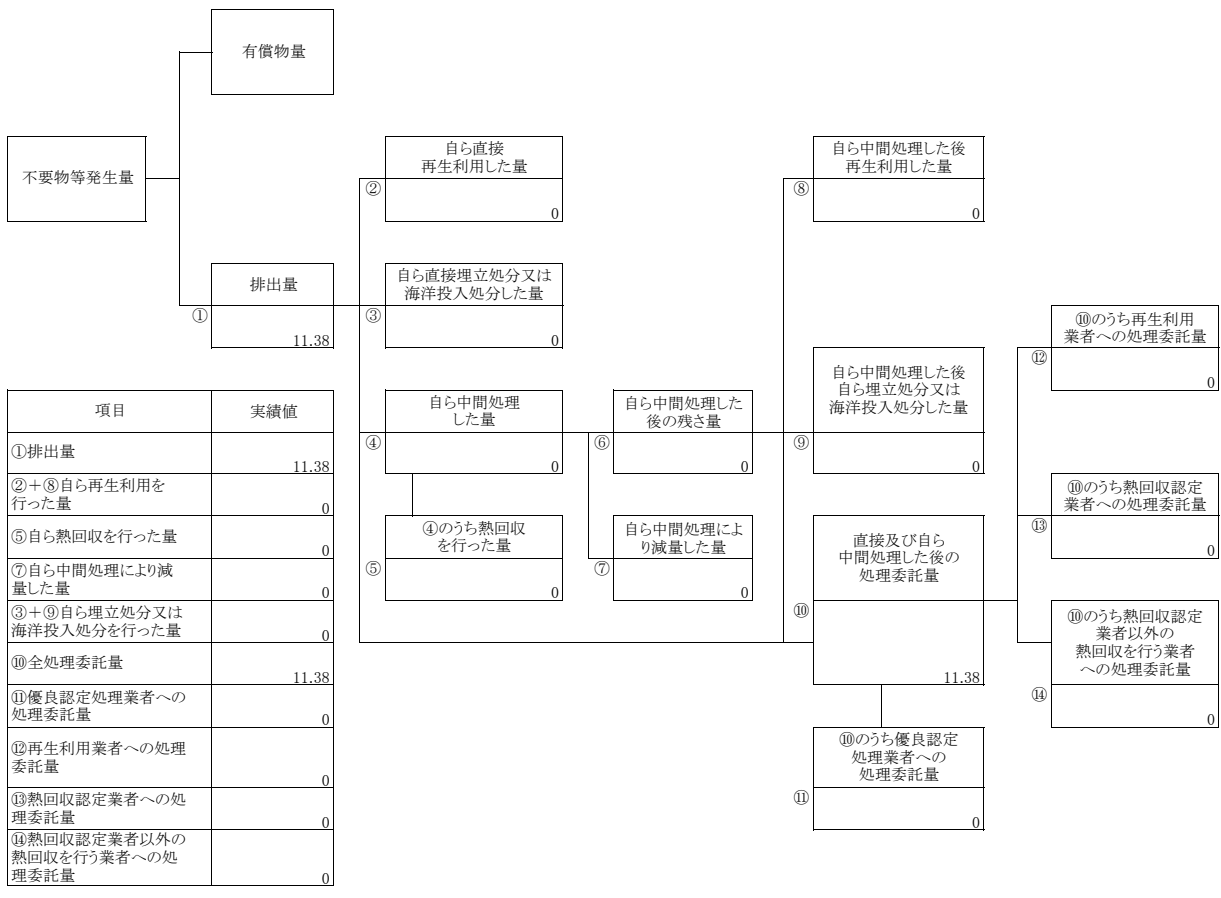 有償物量
不要物等発生量
①
排出量
11.38
②
自ら直接
再生利用した量
0
③
自ら直接埋立処分又は
海洋投入処分した量
0
④
自ら中間処理
した量
0
⑤
④のうち熱回収
を行った量
0
⑥
自ら中間処理した
後の残さ量
0
⑦
自ら中間処理によ
り減量した量
0
⑧
自ら中間処理した後
再生利用した量
0
⑨
自ら中間処理した後
自ら埋立処分又は
海洋投入処分した量
0
⑩
直接及び自ら
中間処理した後の
処理委託量
11.38
⑪
⑩のうち優良認定
処理業者への
処理委託量
0
⑫
⑩のうち再生利用
業者への処理委託量
0
⑬
⑩のうち熱回収認定
業者への処理委託量
0
⑭
⑩のうち熱回収認定
業者以外の
熱回収を行う業者
への処理委託量
0
項目 実績値
①排出量
11.38
②＋⑧自ら再生利用を
行った量
0
⑤自ら熱回収を行った量
0
⑦自ら中間処理により減
量した量
0
③＋⑨自ら埋立処分又は
海洋投入処分を行った量
0
⑩全処理委託量
11.38
⑪優良認定処理業者への
処理委託量
0
⑫再生利用業者への処理
委託量
0
⑬熱回収認定業者への処
理委託量
0
⑭熱回収認定業者以外の
熱回収を行う業者への処
理委託量
0